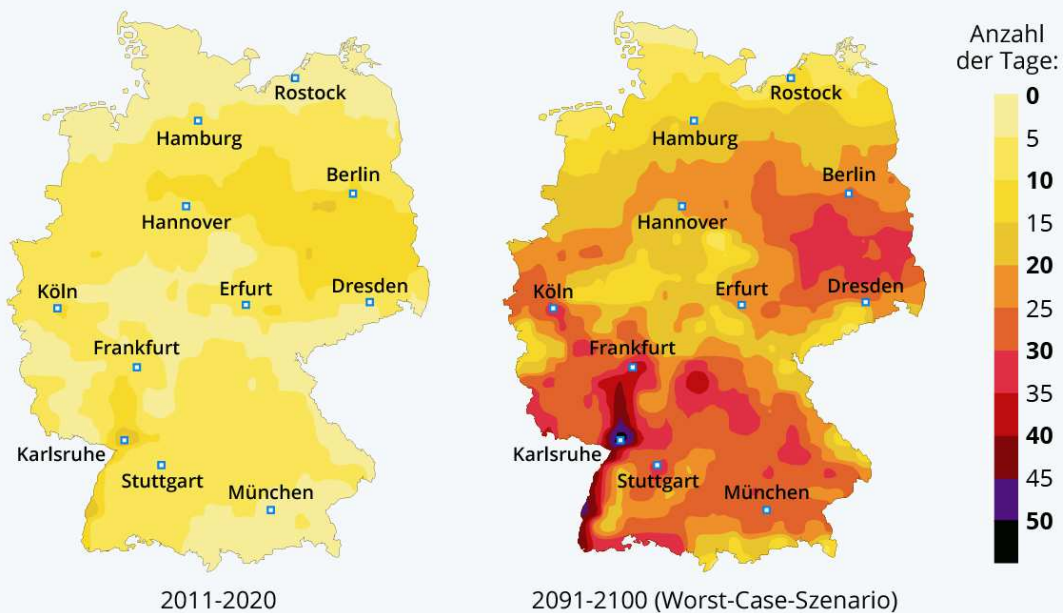 Rostock
Hamburg
Berlin
Hannover
Köln
Erfurt
Dresden
Frankfurt
Karlsruhe
Stuttgart
München
2011-2020
Rostock
Hamburg
Berlin
Hannover
Köln
Erfurt
Dresden
Frankfurt
Karlsruhe
Stuttgart
München
2091-2100 (Worst-Case-Szenario)
Anzahl
der Tage:
0
5
10
15
20
25
30
35
40
45
50